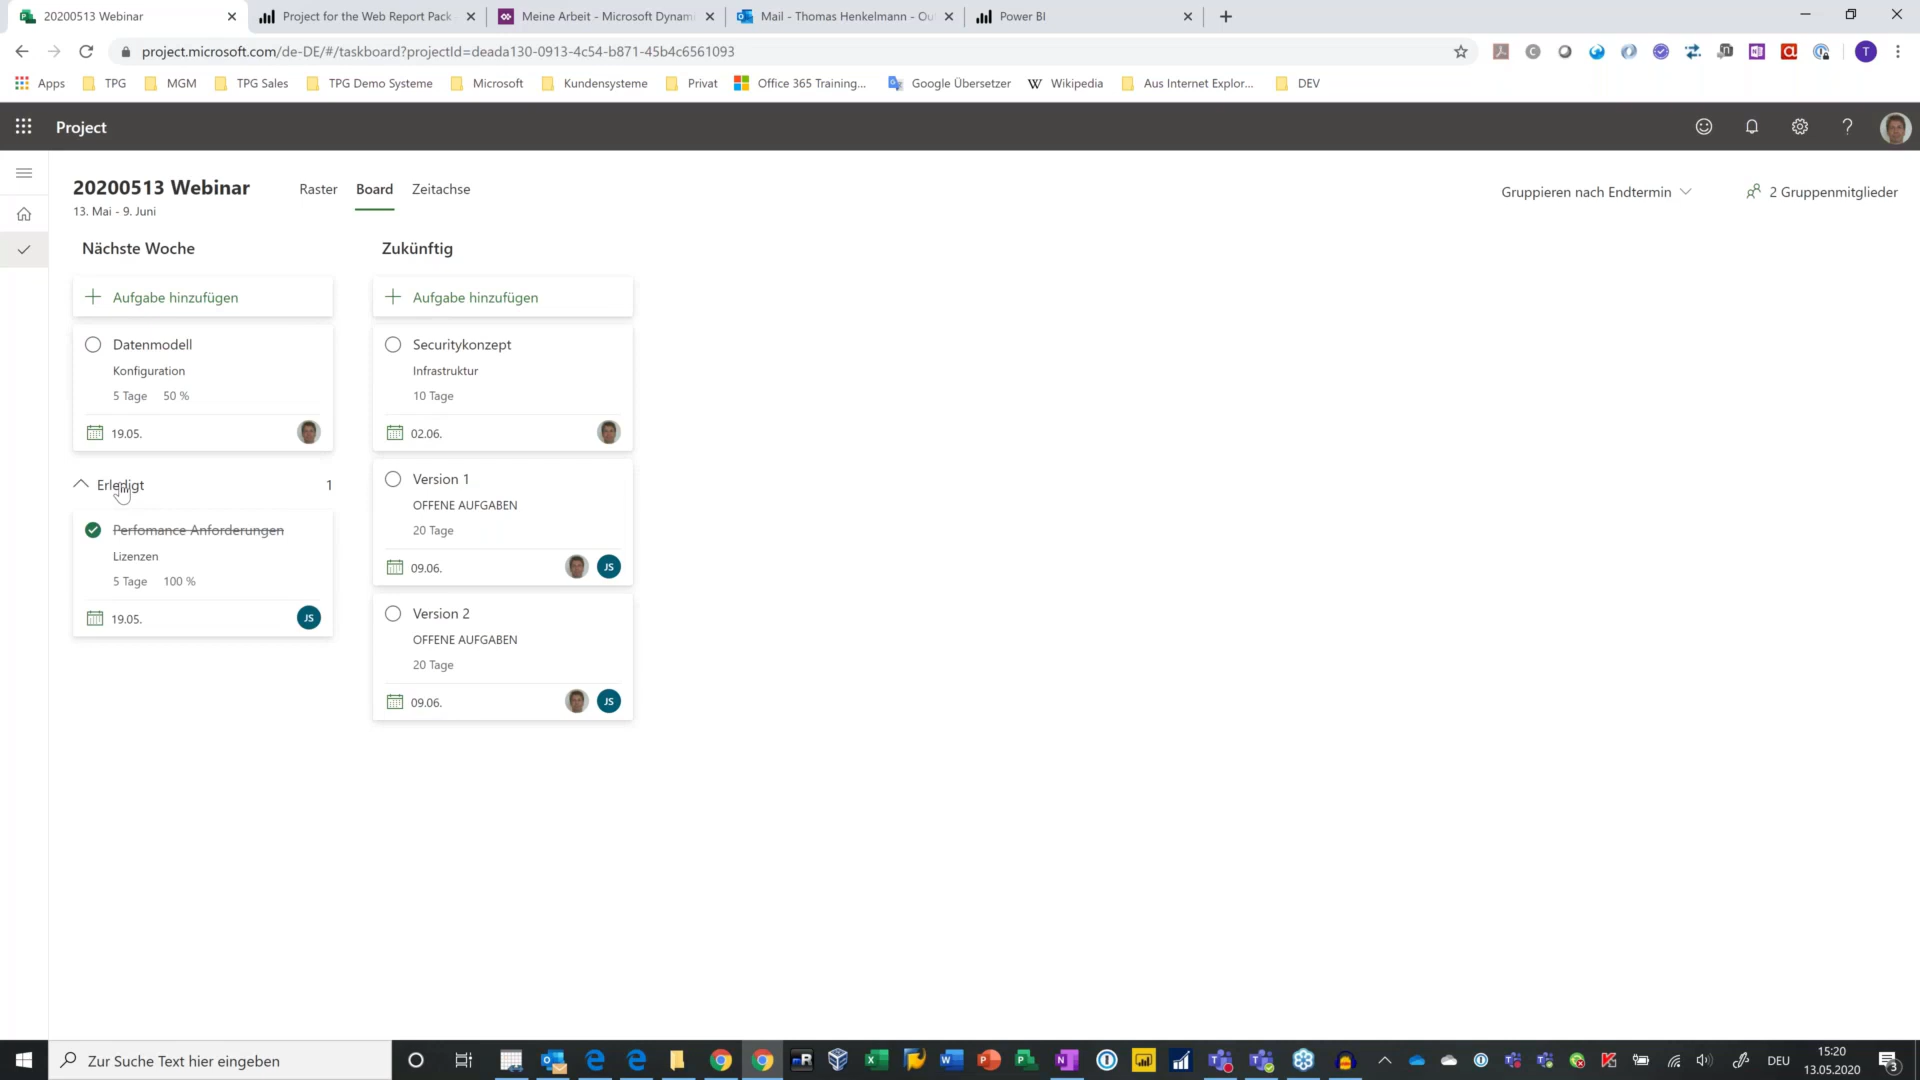 20200513 Webinar
Project for the Web Report Pack
Meine Arbeit - Microsoft Dynami
Mail - Thomas Henkelmann - Ou
Power BI
project.microsoft.com/de-DE/#/taskboard?projectId=deada130-0913-4c54-b871-45b4c6561093
T
Apps
TPG
MGM
TPG Sales
TPG Demo Systeme
Microsoft
Kundensysteme
Privat
Office 365 Training...
Google Übersetzer
Wikipedia
Aus Internet Explor...
DEV
Project
20200513 Webinar
13. Mai - 9. Juni
Raster
Board
Zeitachse
Gruppieren nach Endtermin
2 Gruppenmitglieder
Nächste Woche
Aufgabe hinzufügen
Datenmodell
Konfiguration
5 Tage 50 %
19.05.
Erledigt 1
Perfomance Anforderungen
Lizenzen
5 Tage 100 %
19.05.
JS
Zukünftig
Aufgabe hinzufügen
Securitykonzept
Infrastruktur
10 Tage
02.06.
Version 1
OFFENE AUFGABEN
20 Tage
09.06.
JS
Version 2
OFFENE AUFGABEN
20 Tage
09.06.
JS
Zur Suche Text hier eingeben
DEU
15:20
13.05.2020
3